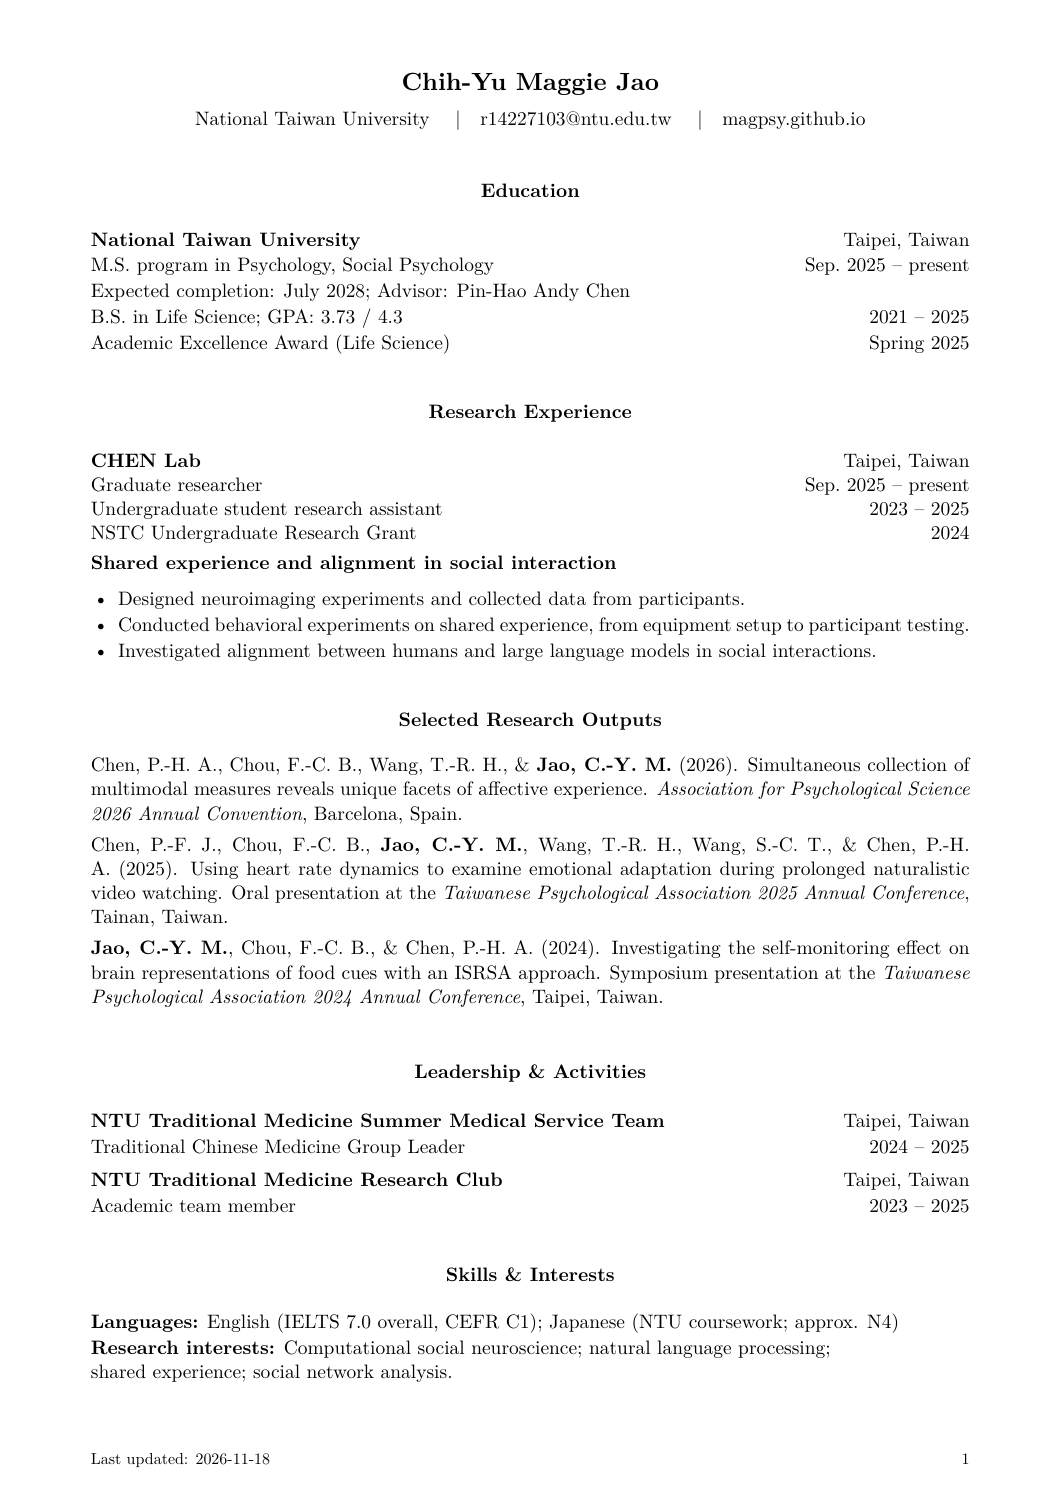 Chih-Yu Maggie Jao
National Taiwan University | r14227103@ntu.edu.tw | magpsy.github.io
Education
National Taiwan University Taipei, Taiwan
M.S. program in Psychology, Social Psychology Sep. 2025 – present
Expected completion: July 2028; Advisor: Pin-Hao Andy Chen
B.S. in Life Science; GPA: 3.73 / 4.3 2021 – 2025
Academic Excellence Award (Life Science) Spring 2025
Research Experience
CHEN Lab Taipei, Taiwan
Graduate researcher Sep. 2025 – present
Undergraduate student research assistant 2023 – 2025
NSTC Undergraduate Research Grant 2024
Shared experience and alignment in social interaction
• Designed neuroimaging experiments and collected data from participants.
• Conducted behavioral experiments on shared experience, from equipment setup to participant testing.
• Investigated alignment between humans and large language models in social interactions.
Selected Research Outputs
Chen, P.-H. A., Chou, F.-C. B., Wang, T.-R. H., & Jao, C.-Y. M. (2026). Simultaneous collection of
multimodal measures reveals unique facets of affective experience. Association for Psychological Science
2026 Annual Convention, Barcelona, Spain.
Chen, P.-F. J., Chou, F.-C. B., Jao, C.-Y. M., Wang, T.-R. H., Wang, S.-C. T., & Chen, P.-H.
A. (2025). Using heart rate dynamics to examine emotional adaptation during prolonged naturalistic
video watching. Oral presentation at the Taiwanese Psychological Association 2025 Annual Conference,
Tainan, Taiwan.
Jao, C.-Y. M., Chou, F.-C. B., & Chen, P.-H. A. (2024). Investigating the self-monitoring effect on
brain representations of food cues with an ISRSA approach. Symposium presentation at the Taiwanese
Psychological Association 2024 Annual Conference, Taipei, Taiwan.
Leadership & Activities
NTU Traditional Medicine Summer Medical Service Team Taipei, Taiwan
Traditional Chinese Medicine Group Leader 2024 – 2025
NTU Traditional Medicine Research Club Taipei, Taiwan
Academic team member 2023 – 2025
Skills & Interests
Languages: English (IELTS 7.0 overall, CEFR C1); Japanese (NTU coursework; approx. N4)
Research interests: Computational social neuroscience; natural language processing;
shared experience; social network analysis.
Last updated: 2026-11-18 1